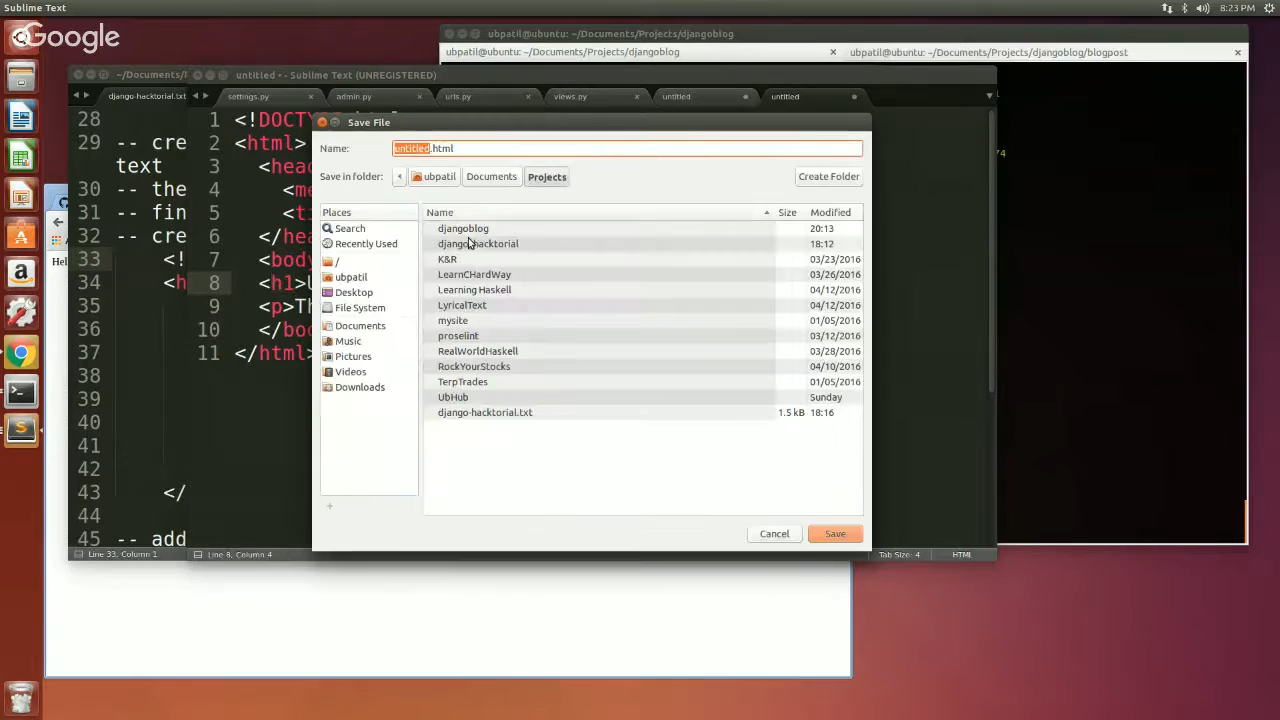 Sublime Text
8:23 PM
Google
ubpatil@ubuntu: ~/Documents/Projects/djangoblog
ubpatil@ubuntu: ~/Documents/Projects/djangoblog
ubpatil@ubuntu: ~/Documents/Projects/djangoblog/blogpost
~/Documents/
untitled • - Sublime Text (UNREGISTERED)
django-hacktorial.txt
settings.py
admin.py
urls.py
views.py
untitled
untitled
28
29 -- cre
text
30 -- the
31 -- fin
32 -- cre
33 <!
34 <h
35
36
37
38
39
40
41
42
43 </
44
45 -- add
1 <!DOCTY
2 <html>
3 <head
4 <me
5 <ti
6 </hea
7 <body
8 <h1>
9 <p>Th
10 </bo
11 </html>
Hel
Save File
Name:
untitled.html
Save in folder:
ubpatil
Documents
Projects
Create Folder
Places
Search
Recently Used
/
ubpatil
Desktop
File System
Documents
Music
Pictures
Videos
Downloads
Name Size Modified
djangoblog 20:13
django-hacktorial 18:12
K&R 03/23/2016
LearnCHardWay 03/26/2016
Learning Haskell 04/12/2016
LyricalText 04/12/2016
mysite 01/05/2016
proselint 03/12/2016
RealWorldHaskell 03/28/2016
RockYourStocks 04/10/2016
TerpTrades 01/05/2016
UbHub Sunday
django-hacktorial.txt 1.5 kB 18:16
Cancel
Save
Line 33, Column 1
Line 8, Column 4
Tab Size: 4
HTML